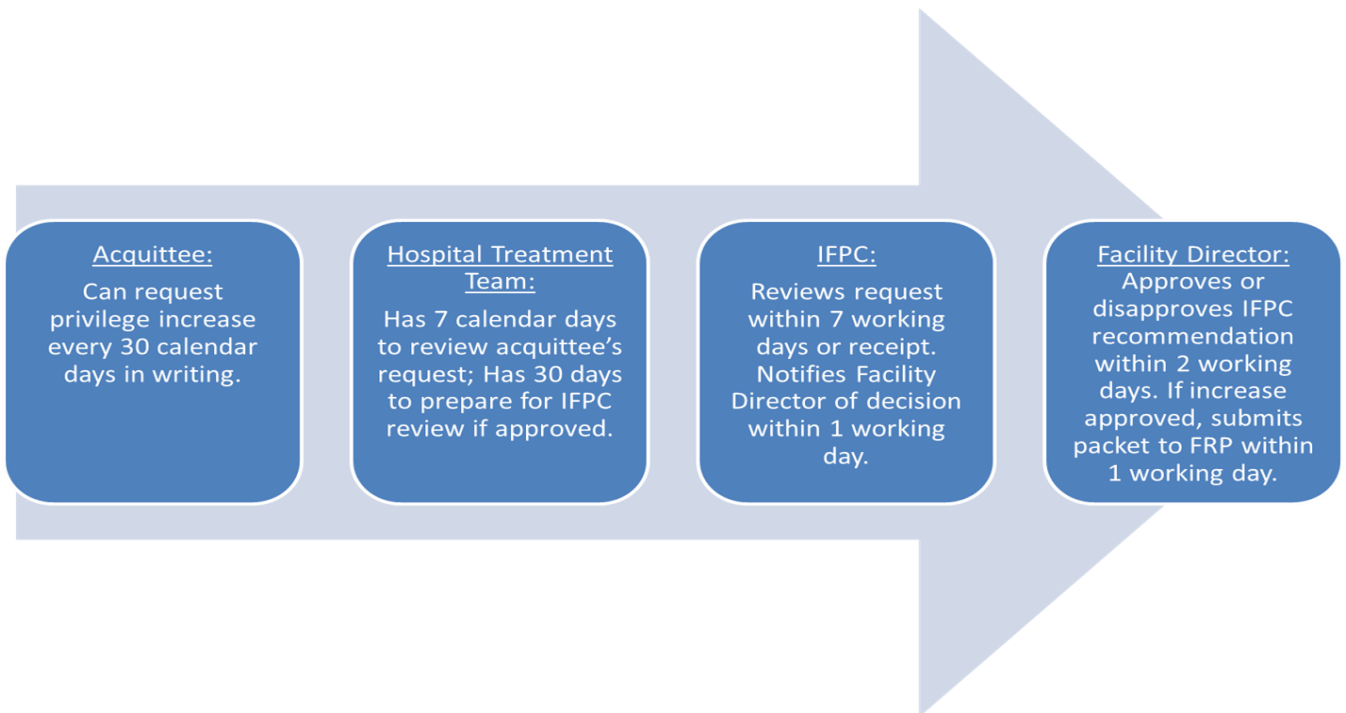 Acquittee:
Can request
privilege increase
every 30 calendar
days in writing.
Hospital Treatment
Team:
Has 7 calendar days
to review acquittee’s
request; Has 30 days
to prepare for IFPC
review if approved.
IFPC:
Reviews request
within 7 working
days or receipt.
Notifies Facility
Director of decision
within 1 working
day.
Facility Director:
Approves or
disapproves IFPC
recommendation
within 2 working
days. If increase
approved, submits
packet to FRP within
1 working day.